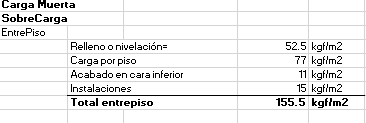 Carga Muerta
SobreCarga
EntrePiso
Relleno o nivelación= 52.5 kgf/m2
Carga por piso 77 kgf/m2
Acabado en cara inferior 11 kgf/m2
Instalaciones 15 kgf/m2
Total entrepiso 155.5 kgf/m2